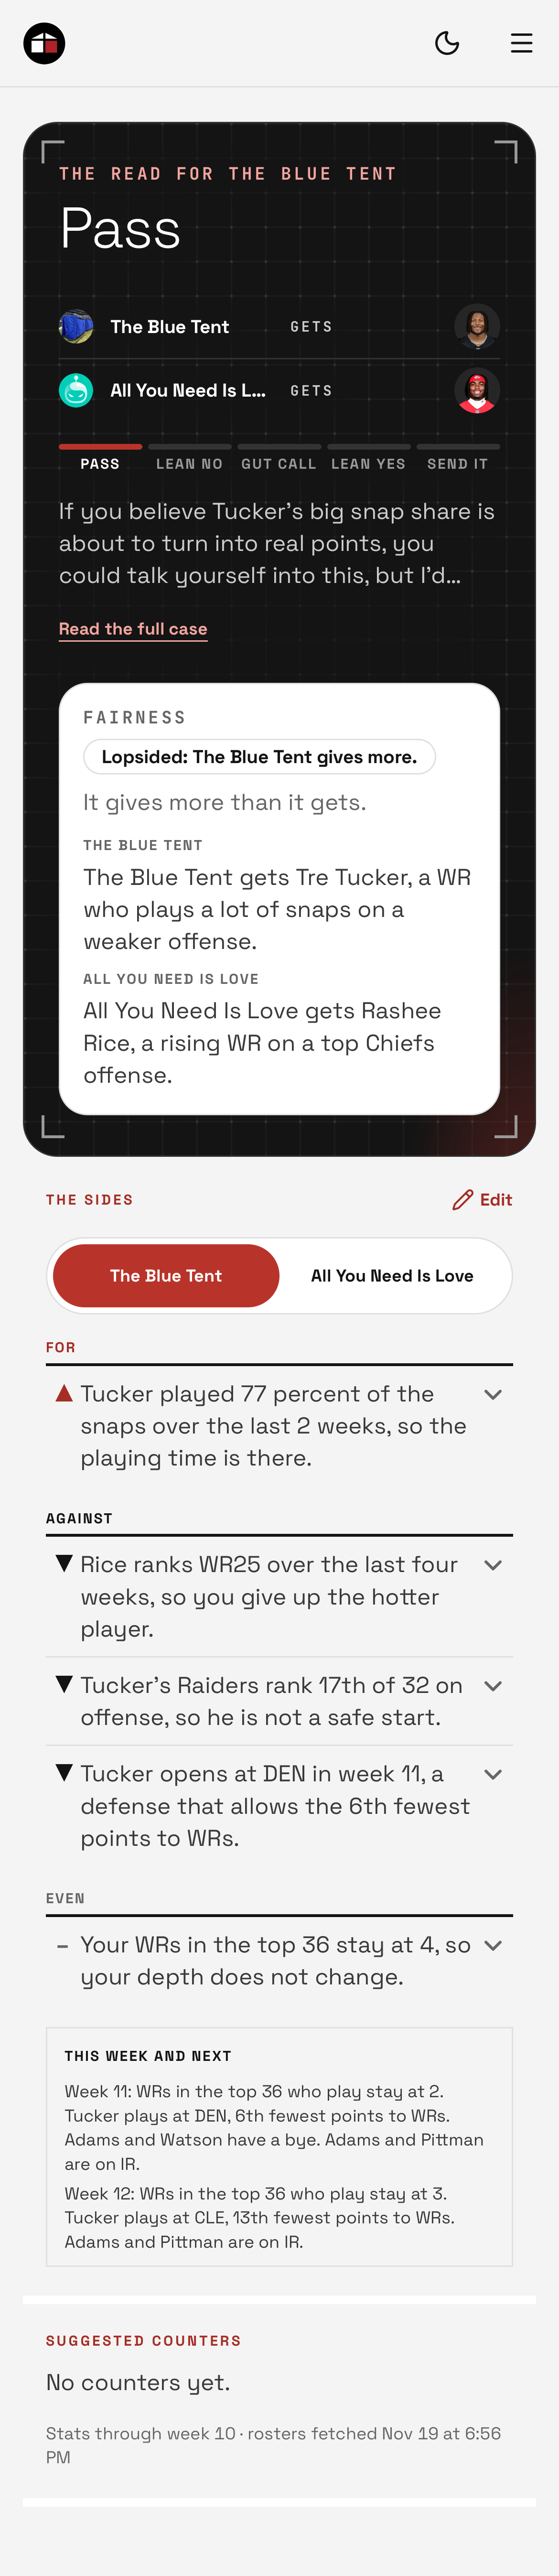 THE READ FOR THE BLUE TENT
Pass
The Blue Tent GETS
All You Need Is L... GETS
PASS LEAN NO GUT CALL LEAN YES SEND IT
If you believe Tucker's big snap share is
about to turn into real points, you
could talk yourself into this, but I'd...
Read the full case
FAIRNESS
Lopsided: The Blue Tent gives more.
It gives more than it gets.
THE BLUE TENT
The Blue Tent gets Tre Tucker, a WR
who plays a lot of snaps on a
weaker offense.
ALL YOU NEED IS LOVE
All You Need Is Love gets Rashee
Rice, a rising WR on a top Chiefs
offense.
THE SIDES Edit
The Blue Tent All You Need Is Love
FOR
▲ Tucker played 77 percent of the
snaps over the last 2 weeks, so the
playing time is there.
AGAINST
▼ Rice ranks WR25 over the last four
weeks, so you give up the hotter
player.
▼ Tucker's Raiders rank 17th of 32 on
offense, so he is not a safe start.
▼ Tucker opens at DEN in week 11, a
defense that allows the 6th fewest
points to WRs.
EVEN
– Your WRs in the top 36 stay at 4, so
your depth does not change.
THIS WEEK AND NEXT
Week 11: WRs in the top 36 who play stay at 2.
Tucker plays at DEN, 6th fewest points to WRs.
Adams and Watson have a bye. Adams and Pittman
are on IR.
Week 12: WRs in the top 36 who play stay at 3.
Tucker plays at CLE, 13th fewest points to WRs.
Adams and Pittman are on IR.
SUGGESTED COUNTERS
No counters yet.
Stats through week 10 · rosters fetched Nov 19 at 6:56
PM